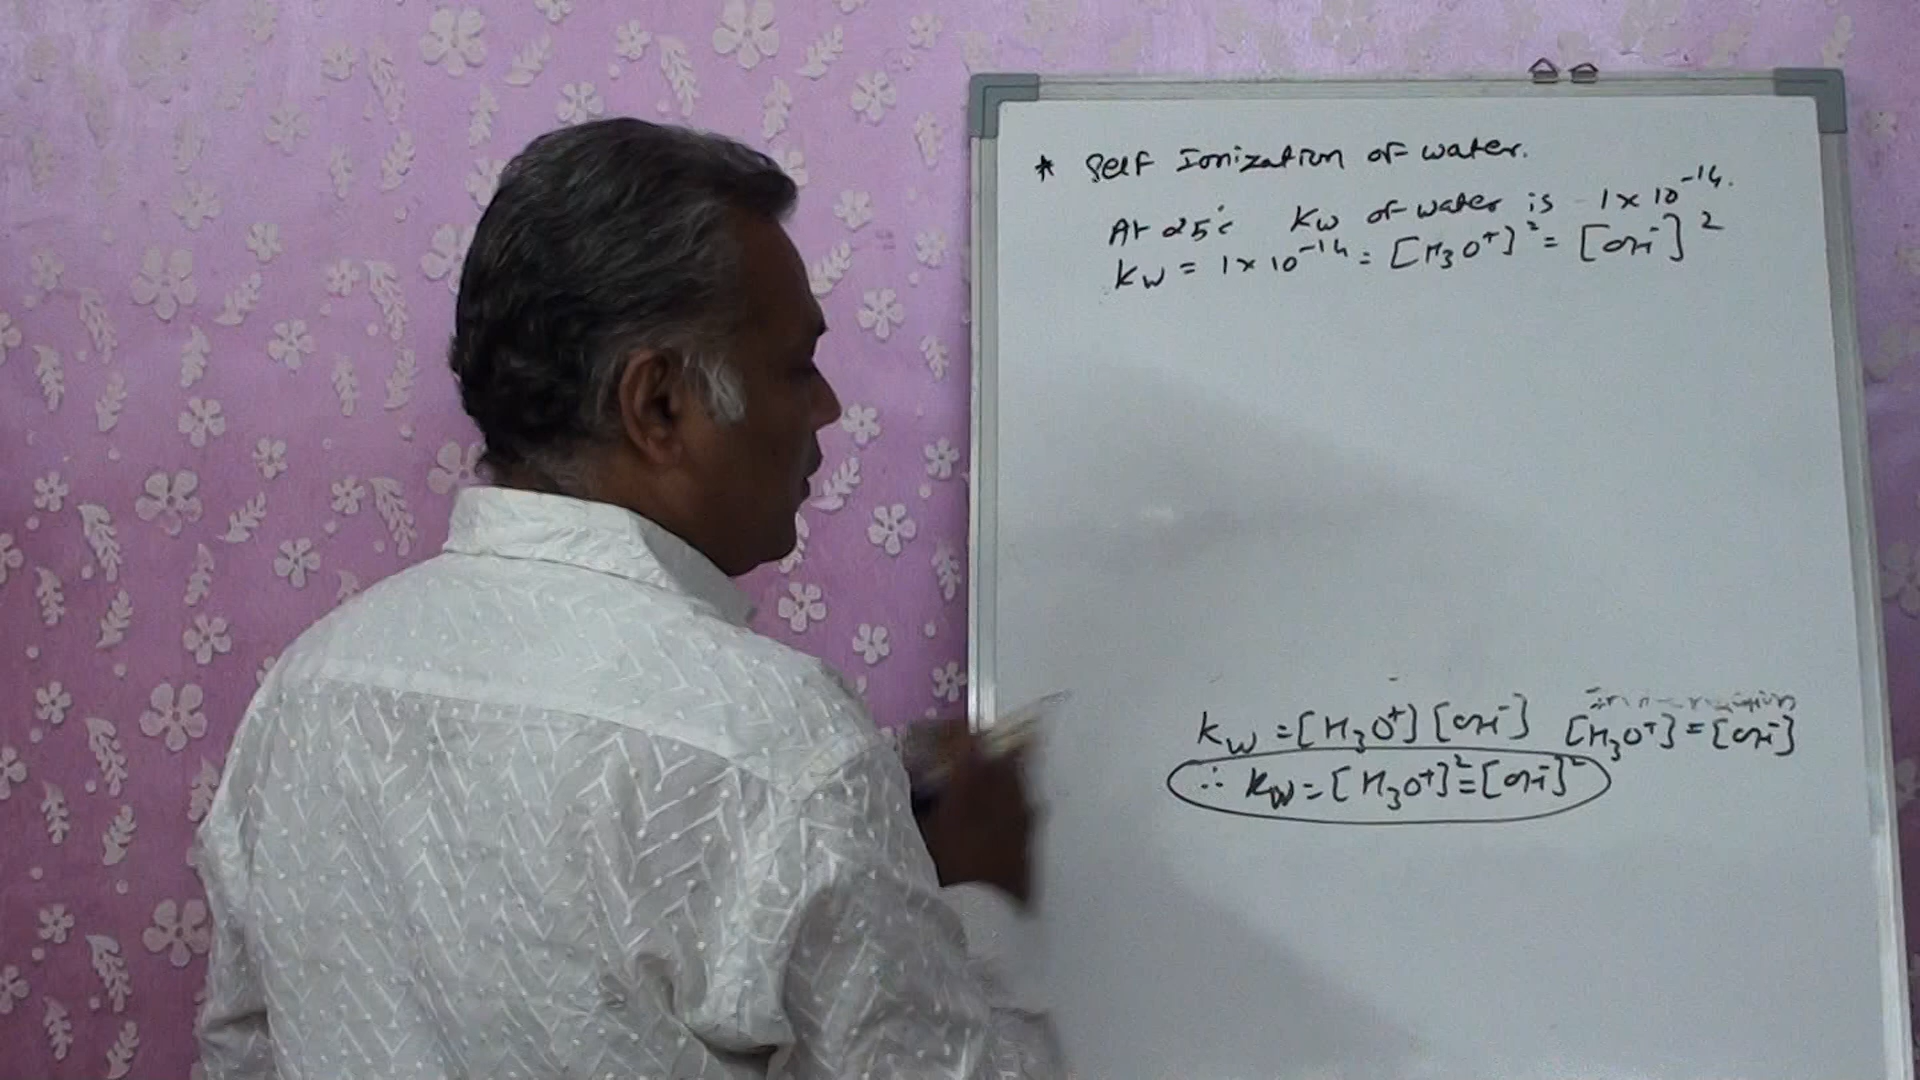 * Self Ionization of water.
At 25°C Kw of water is 1 x 10⁻¹⁴.
Kw = 1 x 10⁻¹⁴ = [H₃O⁺]² = [OH⁻]²
Kw = [H₃O⁺] [OH⁻] [H₃O⁺] = [OH⁻]
∴ Kw = [H₃O⁺]² = [OH⁻]²